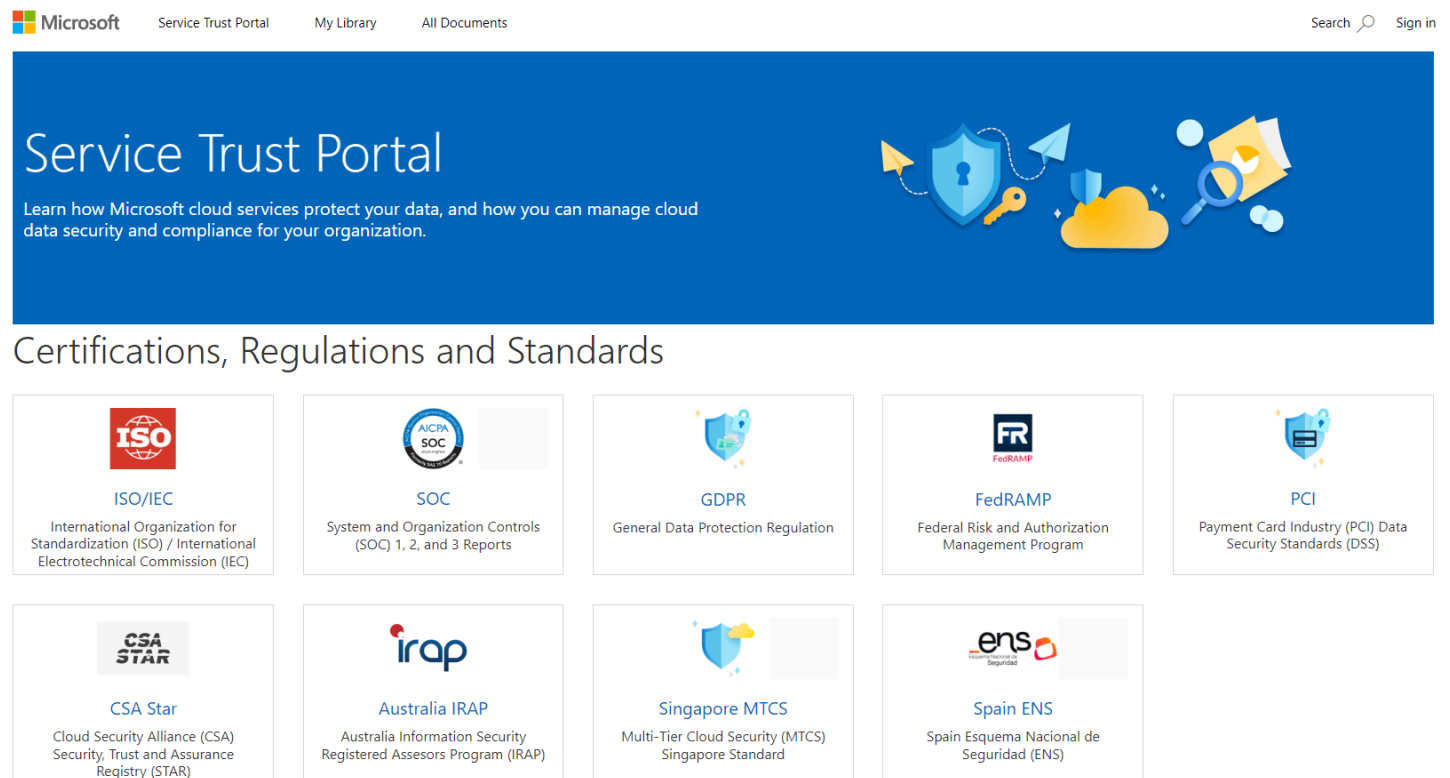 Microsoft
Service Trust Portal
My Library
All Documents
Search
Sign in
Service Trust Portal
Learn how Microsoft cloud services protect your data, and how you can manage cloud
data security and compliance for your organization.
Certifications, Regulations and Standards
ISO
ISO/IEC
International Organization for
Standardization (ISO) / International
Electrotechnical Commission (IEC)
AICPA
SOC
SOC
System and Organization Controls
(SOC) 1, 2, and 3 Reports
GDPR
General Data Protection Regulation
FR
FedRAMP
FedRAMP
Federal Risk and Authorization
Management Program
PCI
Payment Card Industry (PCI) Data
Security Standards (DSS)
CSA
STAR
CSA Star
Cloud Security Alliance (CSA)
Security, Trust and Assurance
Registry (STAR)
irap
Australia IRAP
Australia Information Security
Registered Assesors Program (IRAP)
Singapore MTCS
Multi-Tier Cloud Security (MTCS)
Singapore Standard
ens
Esquema Nacional de
Seguridad
Spain ENS
Spain Esquema Nacional de
Seguridad (ENS)